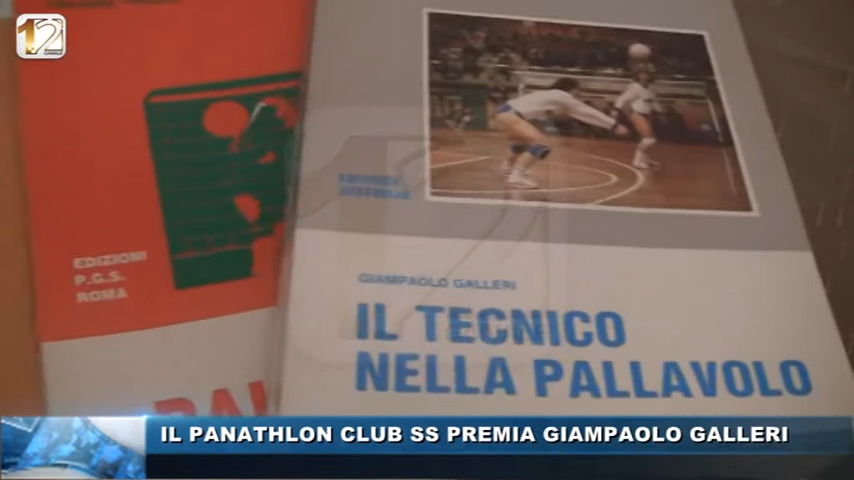 12
EDIZIONI
P.G.S.
ROMA
GIAMPAOLO GALLERI
IL TECNICO
NELLA PALLAVOLO
IL PANATHLON CLUB SS PREMIA GIAMPAOLO GALLERI